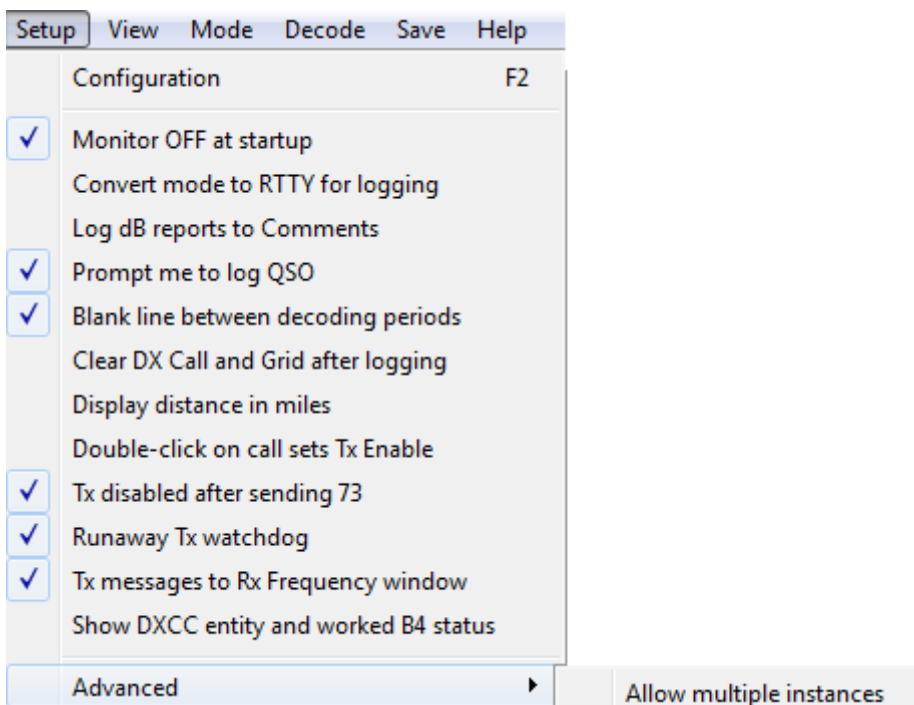 Setup View Mode Decode Save Help
Configuration F2
Monitor OFF at startup
Convert mode to RTTY for logging
Log dB reports to Comments
Prompt me to log QSO
Blank line between decoding periods
Clear DX Call and Grid after logging
Display distance in miles
Double-click on call sets Tx Enable
Tx disabled after sending 73
Runaway Tx watchdog
Tx messages to Rx Frequency window
Show DXCC entity and worked B4 status
Advanced
Allow multiple instances